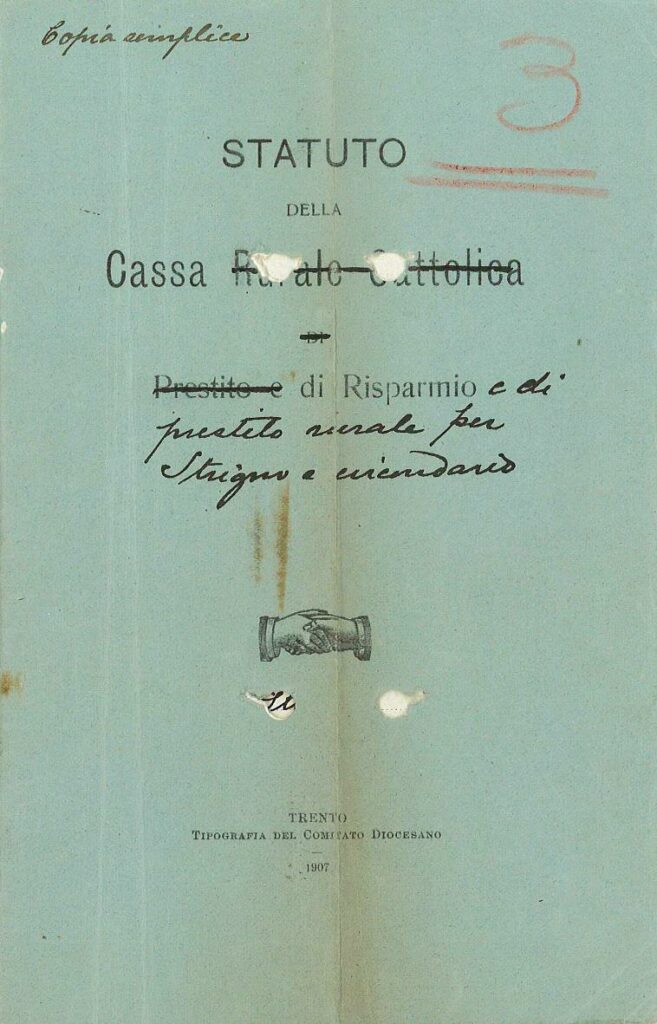 Copia semplice
3
STATUTO
DELLA
Cassa Rurale Cattolica
DI
Prestito e di Risparmio e di
prestito rurale per
Strigno e circondario
St
TRENTO
TIPOGRAFIA DEL COMITATO DIOCESANO
1907